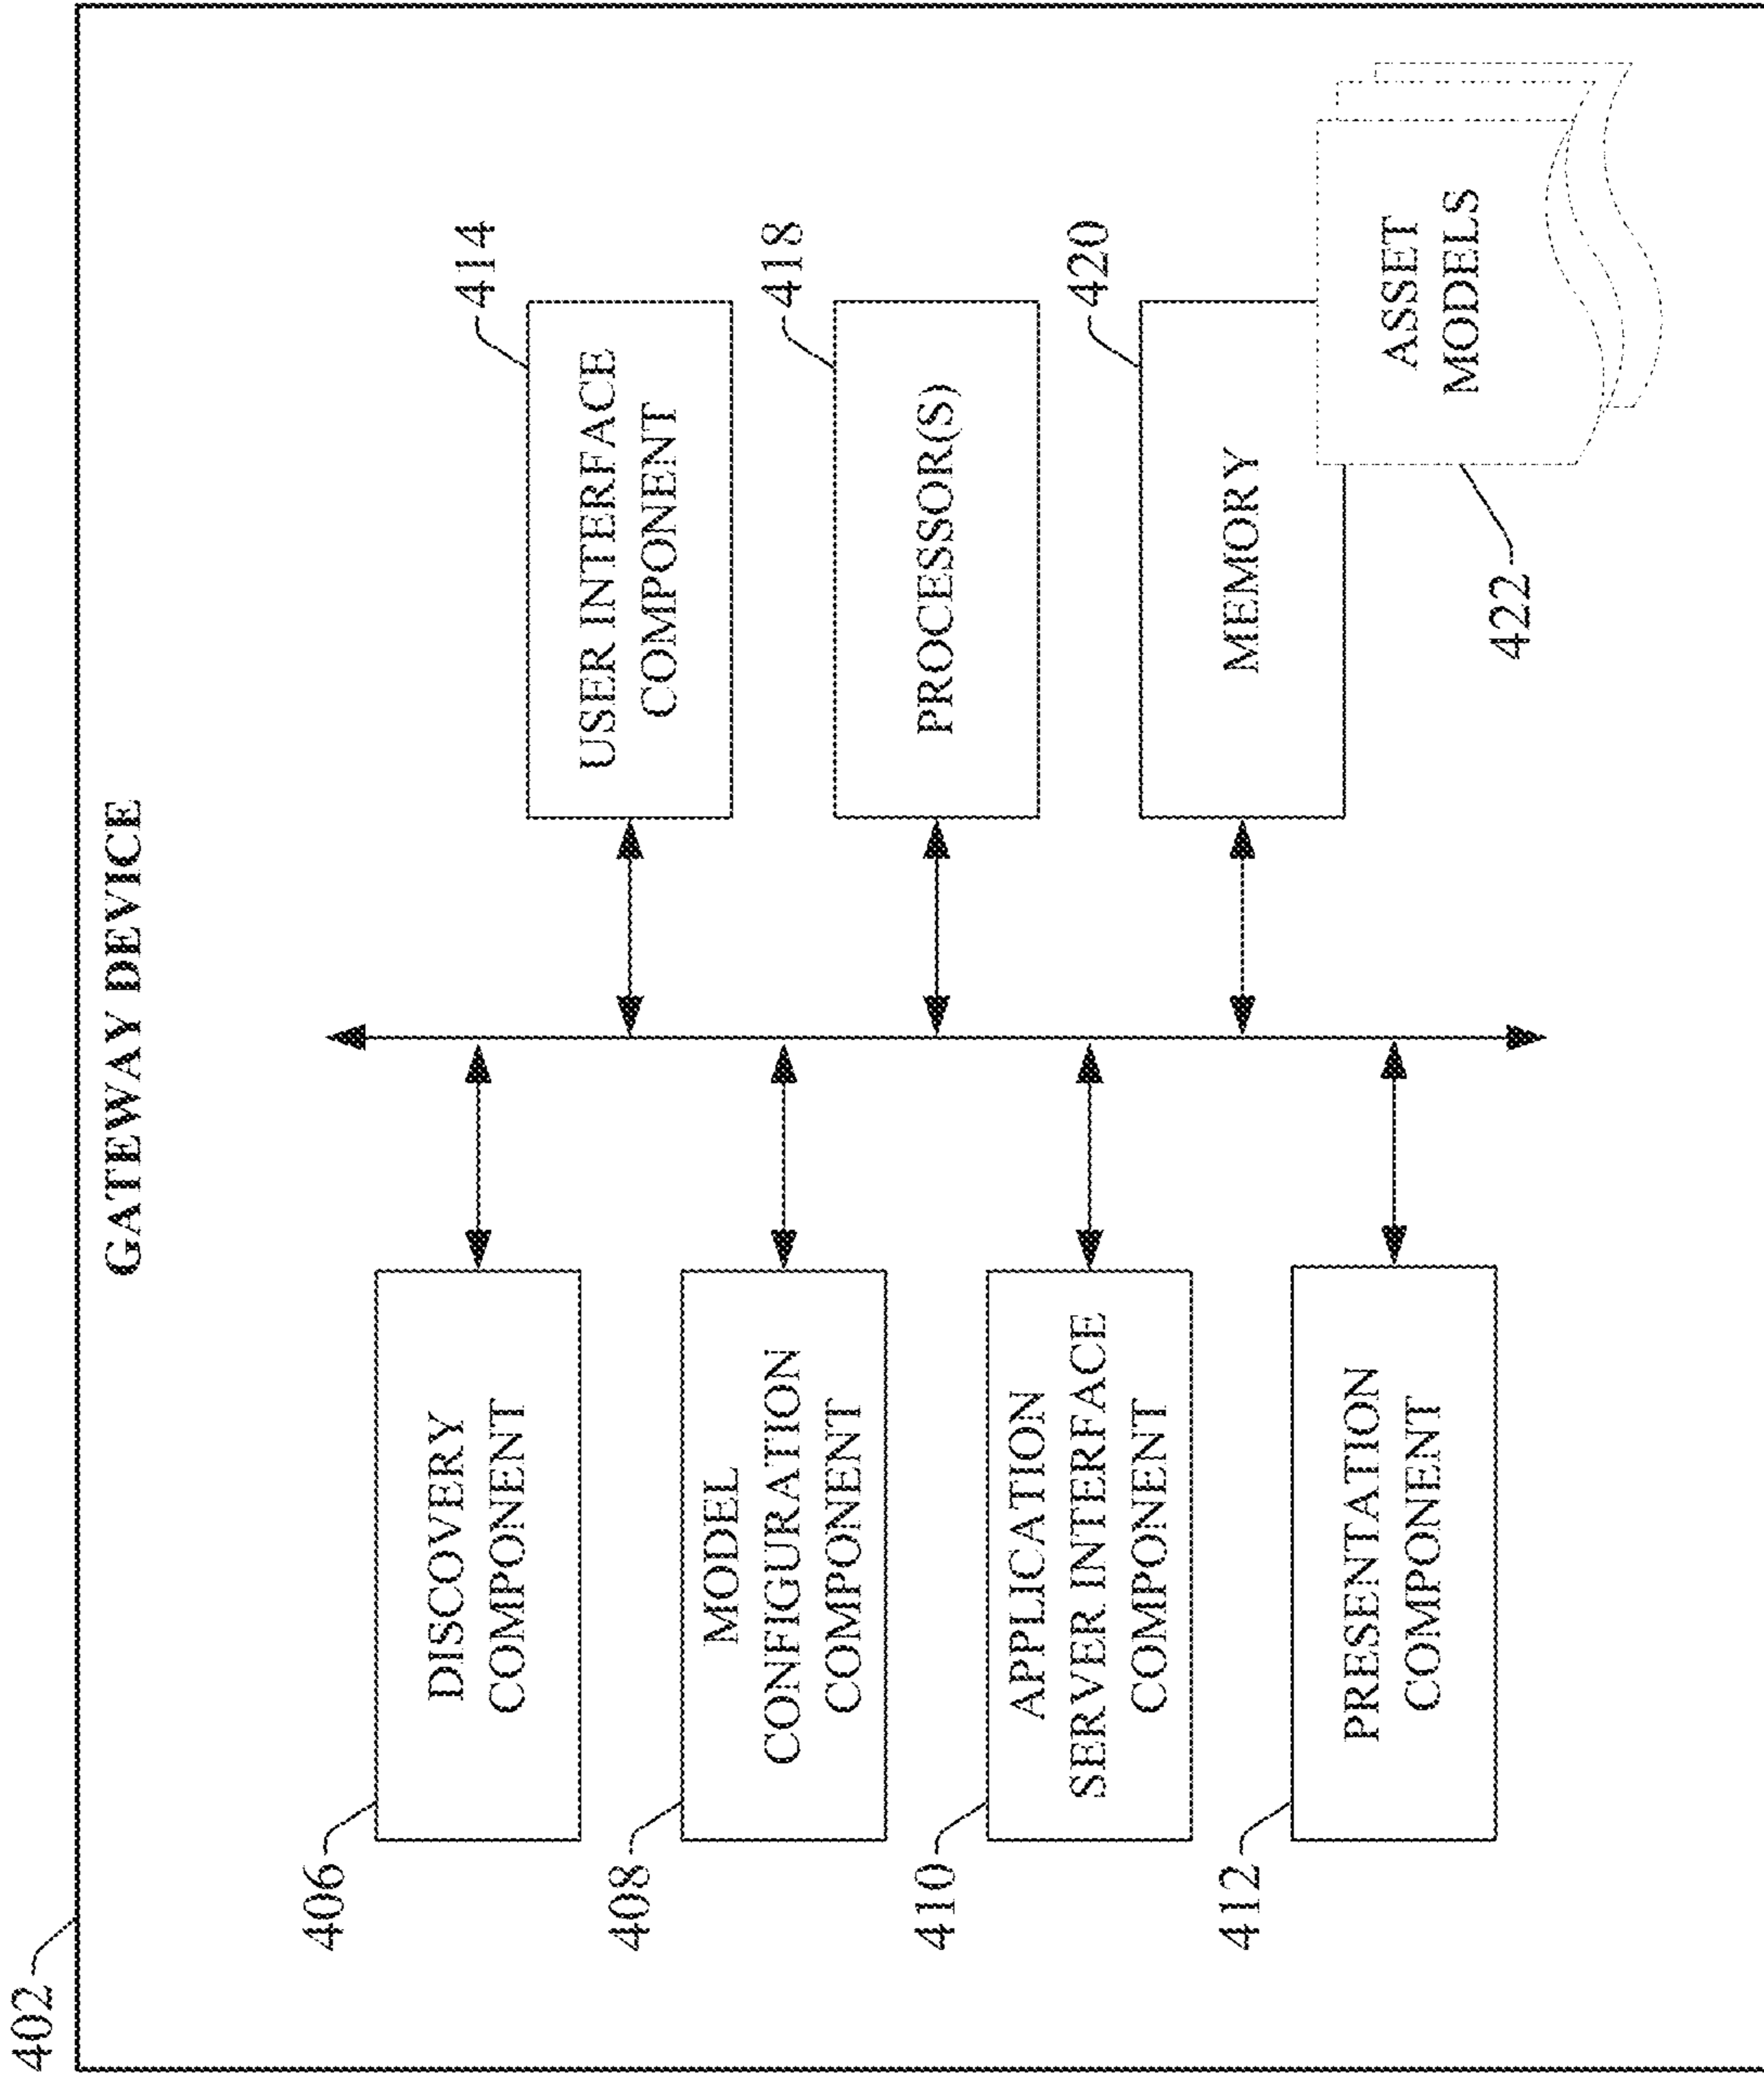 402
GATEWAY DEVICE
406
DISCOVERY
COMPONENT
408
MODEL
CONFIGURATION
COMPONENT
410
APPLICATION
SERVER INTERFACE
COMPONENT
412
PRESENTATION
COMPONENT
414
USER INTERFACE
COMPONENT
418
PROCESSOR(S)
420
MEMORY
422
ASSET
MODELS